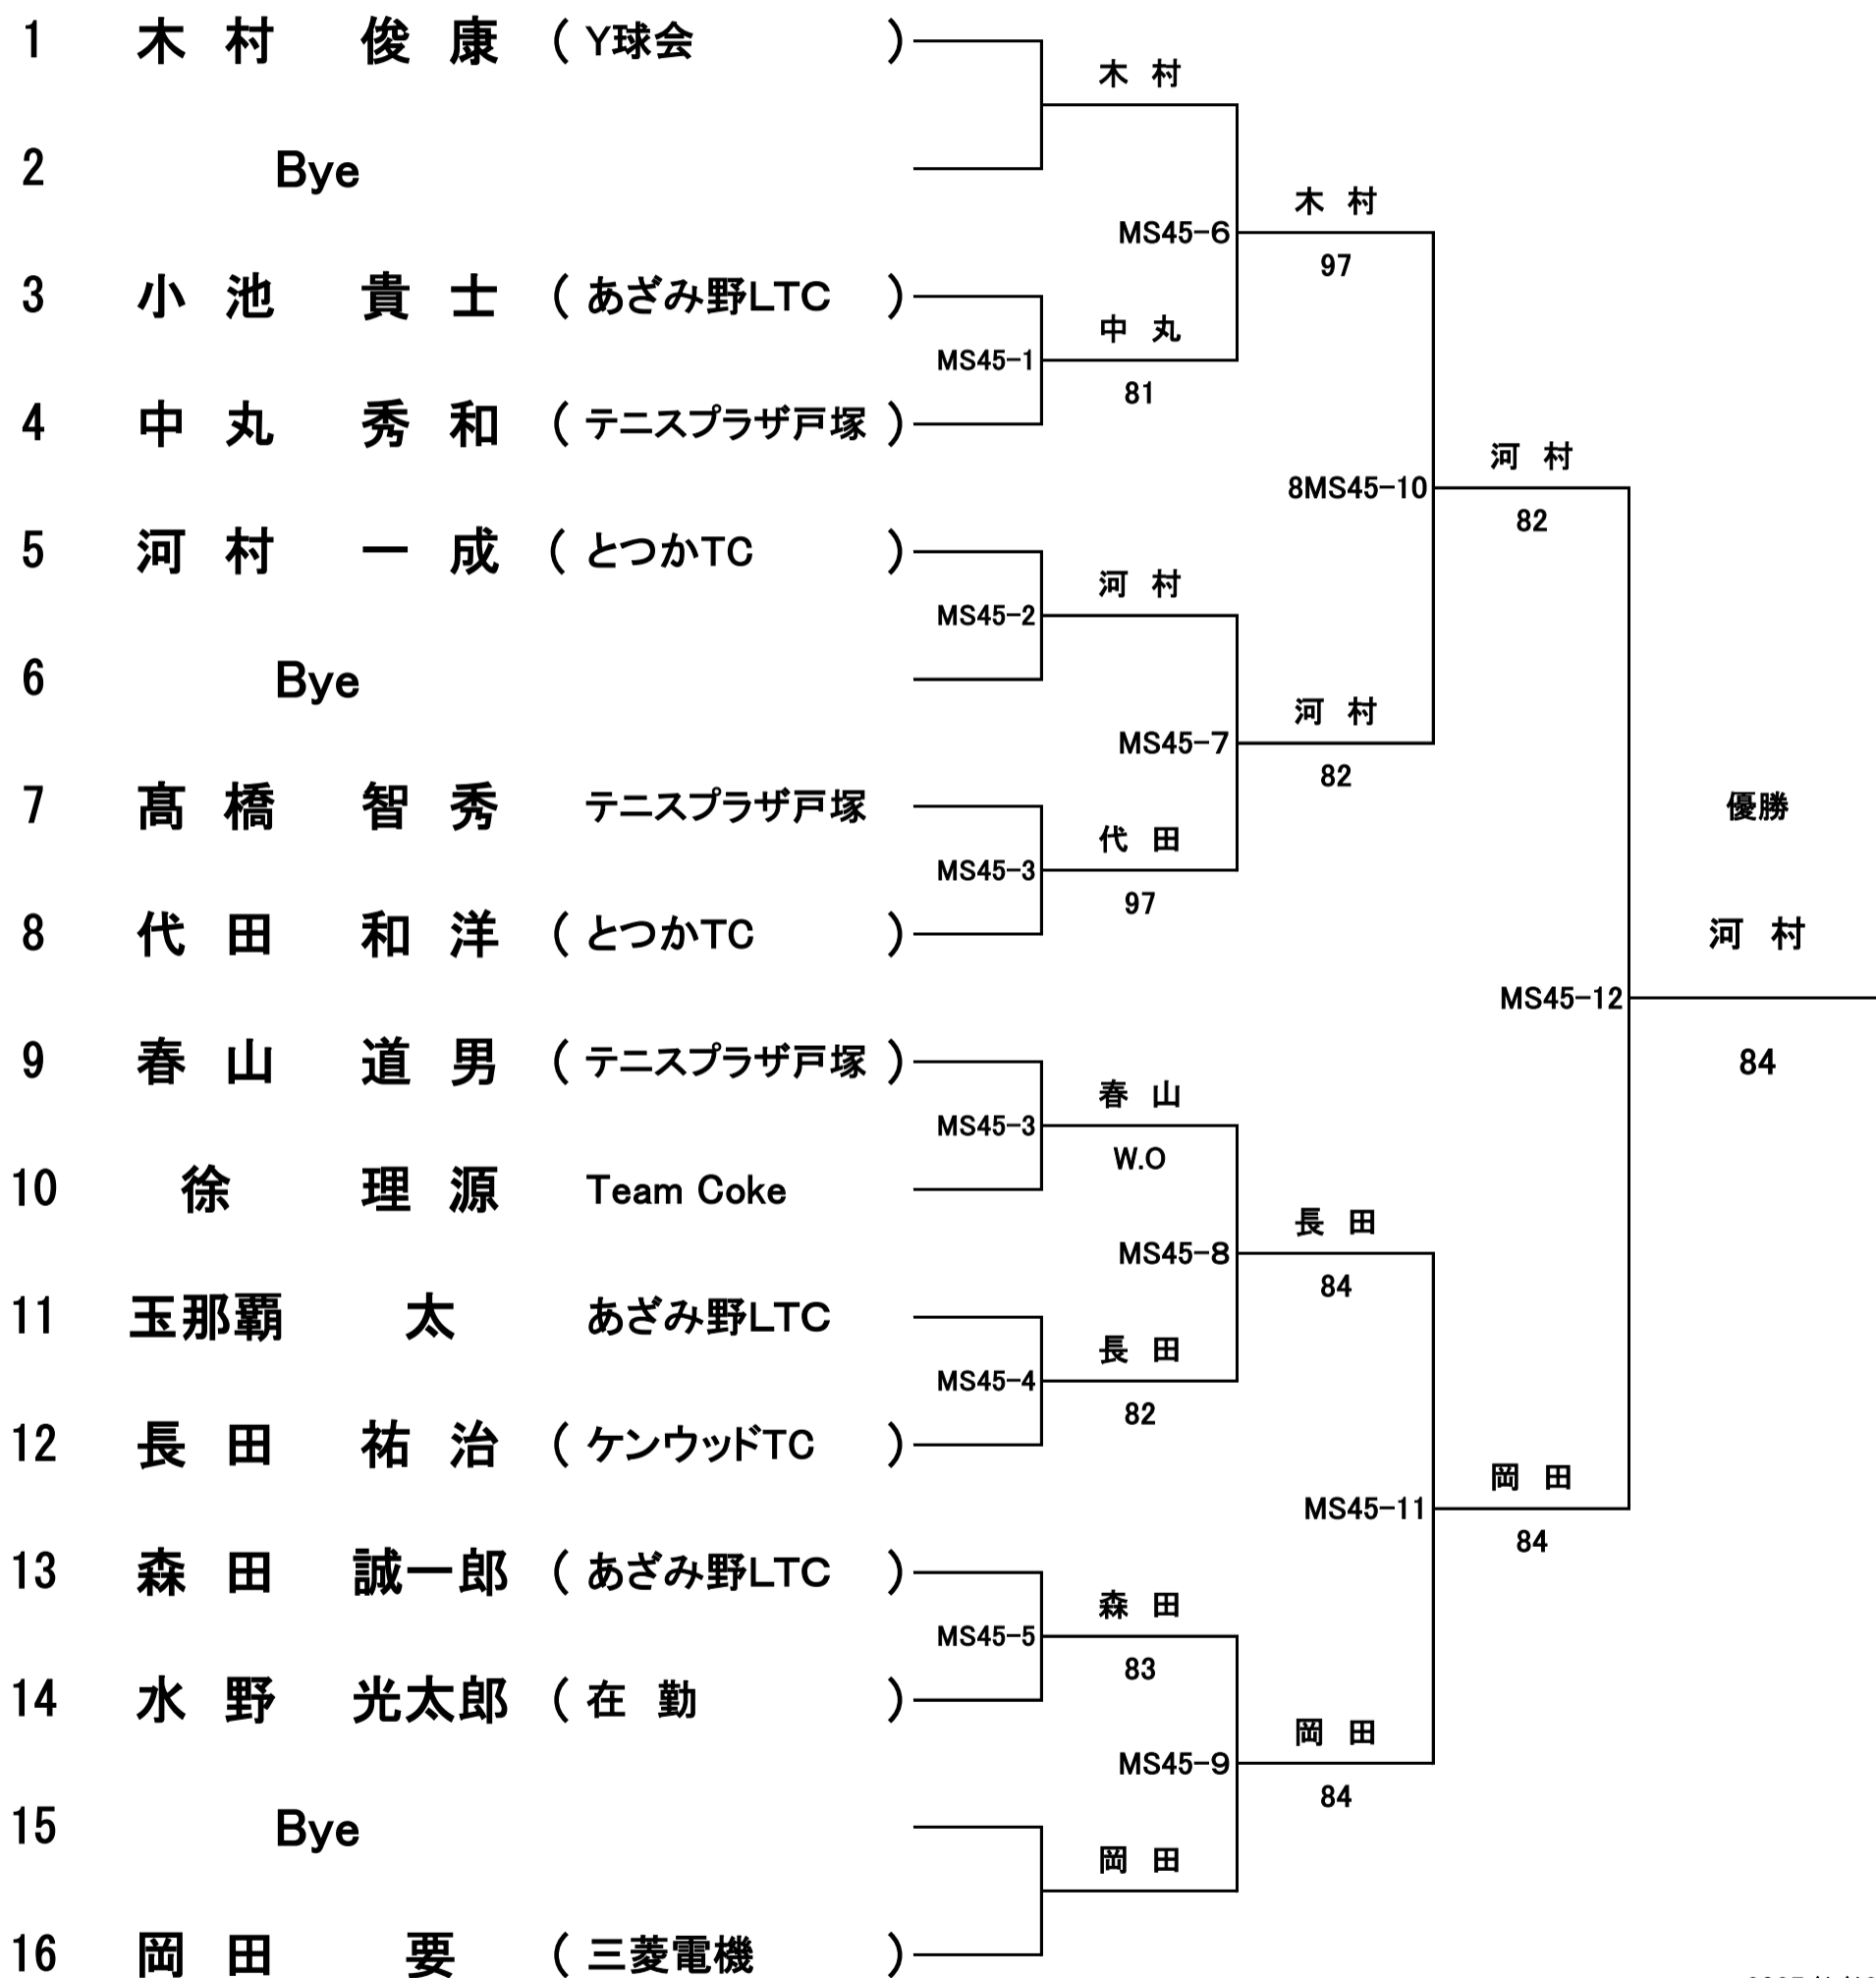 1 木村 俊康 ( Y球会 )
木村
2 Bye
木村
MS45-6
97
3 小池 貴士 ( あざみ野LTC )
中丸
MS45-1
81
4 中丸 秀和 ( テニスプラザ戸塚 )
河村
8MS45-10
82
5 河村 一成 ( とつかTC )
河村
MS45-2
6 Bye
河村
MS45-7
82
7 髙橋 智秀 テニスプラザ戸塚
優勝
代田
MS45-3
97
8 代田 和洋 ( とつかTC )
河村
MS45-12
84
9 春山 道男 ( テニスプラザ戸塚 )
春山
MS45-3
W.O
10 徐 理源 Team Coke
長田
MS45-8
84
11 玉那覇 太 あざみ野LTC
長田
MS45-4
82
12 長田 祐治 ( ケンウッドTC )
岡田
MS45-11
84
13 森田 誠一郎 ( あざみ野LTC )
森田
MS45-5
83
14 水野 光太郎 ( 在勤 )
岡田
MS45-9
84
15 Bye
岡田
16 岡田 要 ( 三菱電機 )